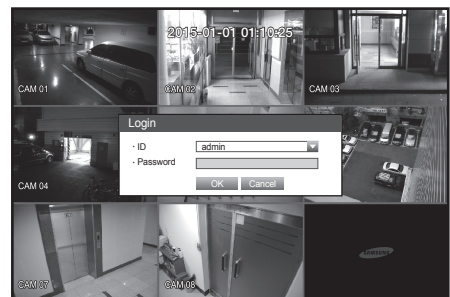 2015-01-01 01:10:25
CAM 01
CAM 02
CAM 03
Login
· ID
admin
· Password
OK Cancel
CAM 04
CAM 07
CAM 08
SAMSUNG